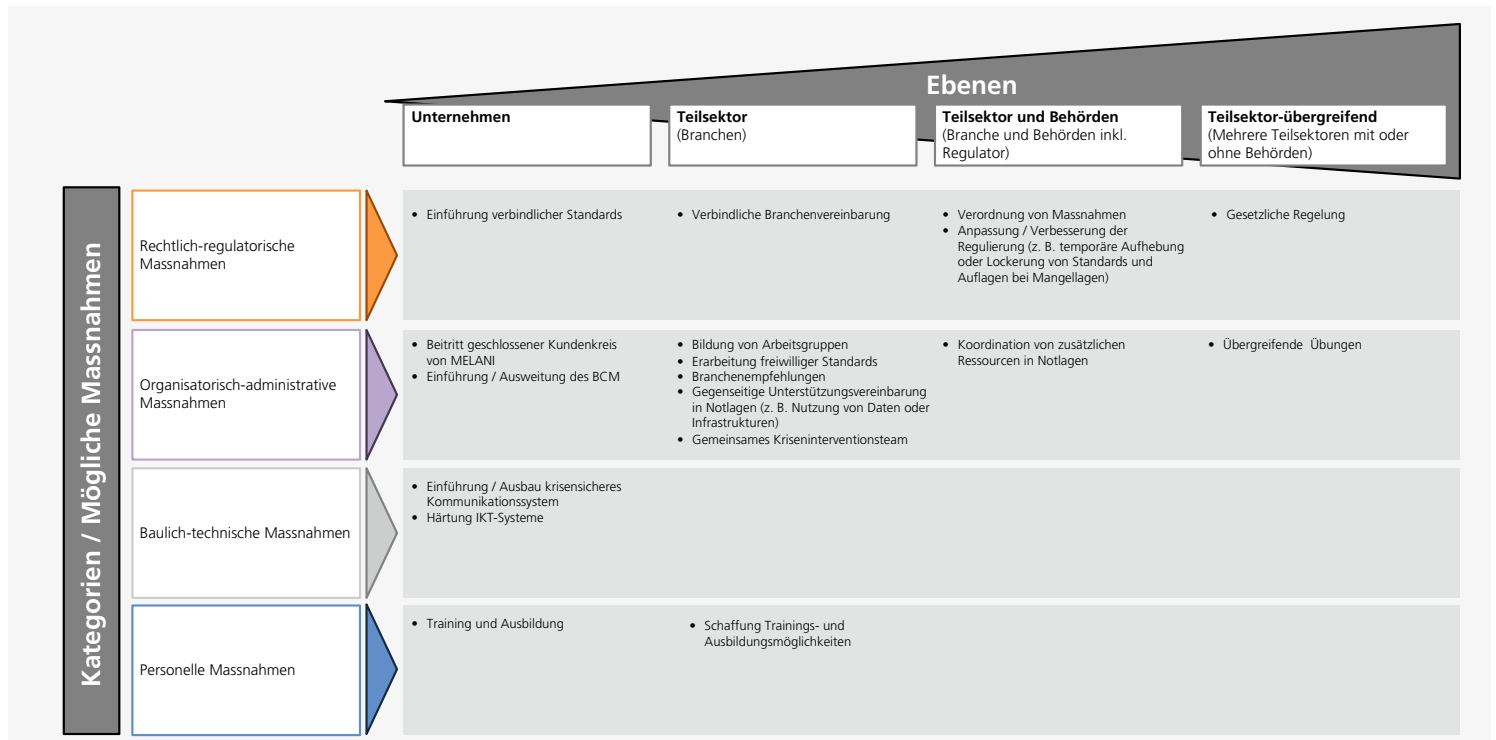 Ebenen
Unternehmen
Teilsektor
(Branchen)
Teilsektor und Behörden
(Branche und Behörden inkl.
Regulator)
Teilsektor-übergreifend
(Mehrere Teilsektoren mit oder
ohne Behörden)
Kategorien / Mögliche Massnahmen
Rechtlich-regulatorische
Massnahmen
• Einführung verbindlicher Standards
• Verbindliche Branchenvereinbarung
• Verordnung von Massnahmen
• Anpassung / Verbesserung der
Regulierung (z. B. temporäre Aufhebung
oder Lockerung von Standards und
Auflagen bei Mangellagen)
• Gesetzliche Regelung
Organisatorisch-administrative
Massnahmen
• Beitritt geschlossener Kundenkreis
von MELANI
• Einführung / Ausweitung des BCM
• Bildung von Arbeitsgruppen
• Erarbeitung freiwilliger Standards
• Branchenempfehlungen
• Gegenseitige Unterstützungsvereinbarung
in Notlagen (z. B. Nutzung von Daten oder
Infrastrukturen)
• Gemeinsames Kriseninterventionsteam
• Koordination von zusätzlichen
Ressourcen in Notlagen
• Übergreifende Übungen
Baulich-technische Massnahmen
• Einführung / Ausbau krisensicheres
Kommunikationssystem
• Härtung IKT-Systeme
Personelle Massnahmen
• Training und Ausbildung
• Schaffung Trainings- und
Ausbildungsmöglichkeiten